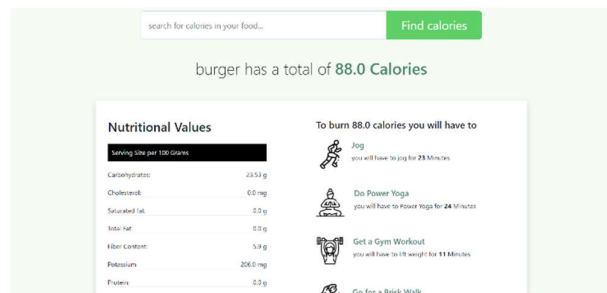 search for calories in your food...
Find calories
burger has a total of 88.0 Calories
Nutritional Values
Serving Size per 100 Grams
Carbohydrates: 23.53 g
Cholesterol: 0.0 mg
Saturated fat: 0.0 g
Total Fat 0.0 g
Fiber Content: 5.9 g
Potassium 206.0 mg
Protein 0.0 g
To burn 88.0 calories you will have to
Jog
you will have to jog for 23 Minutes
Do Power Yoga
you will have to Power Yoga for 24 Minutes
Get a Gym Workout
you will have to lift weight for 11 Minutes
Go for a Brisk Walk